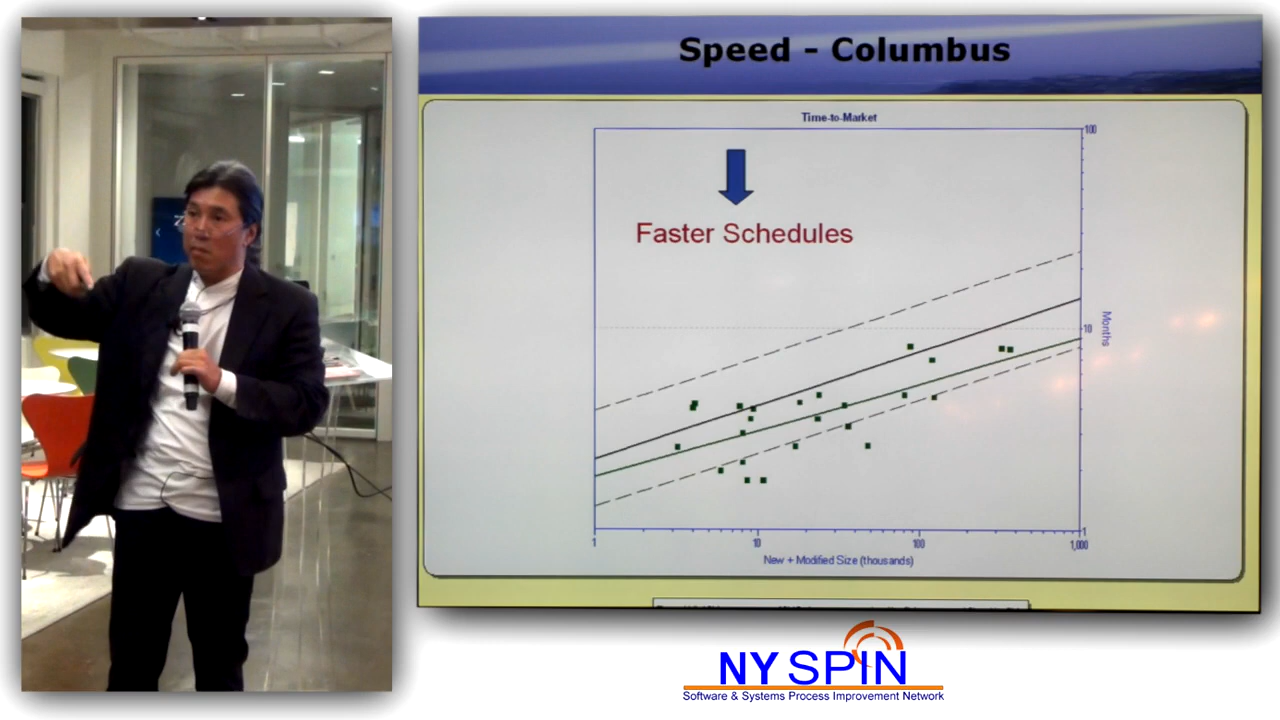 Speed - Columbus
Time-to-Market
100
Faster Schedules
10
Months
1
1
10
100
1,000
New + Modified Size (thousands)
NY SPIN
Software & Systems Process Improvement Network